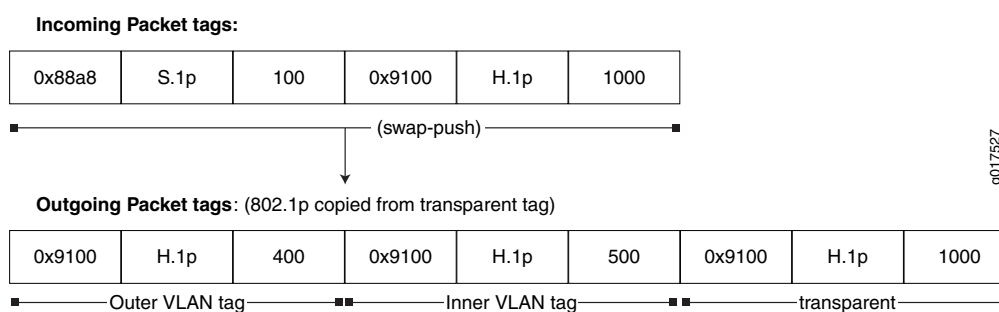 Incoming Packet tags:
0x88a8 S.1p 100 0x9100 H.1p 1000
(swap-push)
g017527
Outgoing Packet tags: (802.1p copied from transparent tag)
0x9100 H.1p 400 0x9100 H.1p 500 0x9100 H.1p 1000
Outer VLAN tag Inner VLAN tag transparent